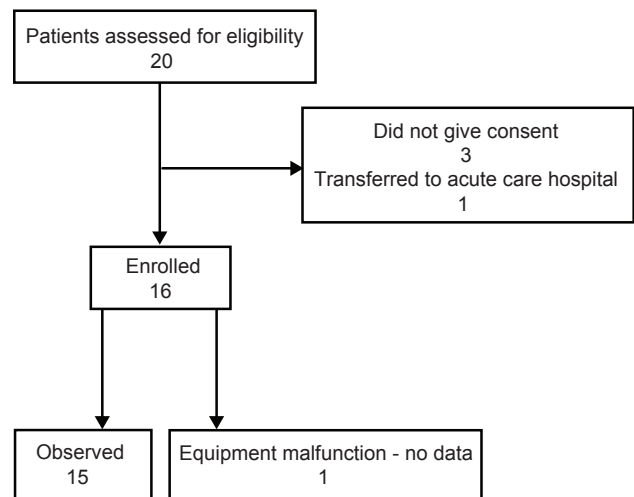 Patients assessed for eligibility
20
Did not give consent
3
Transferred to acute care hospital
1
Enrolled
16
Observed
15
Equipment malfunction - no data
1